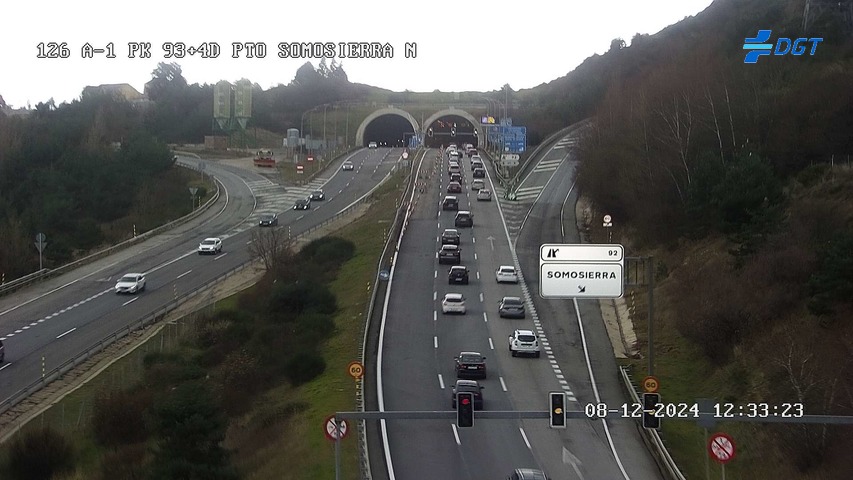 126 A-1 PK 93+4D PTO SOMOSIERRA N
DGT
92
SOMOSIERRA
60
60
08-12-2024 12:33:23